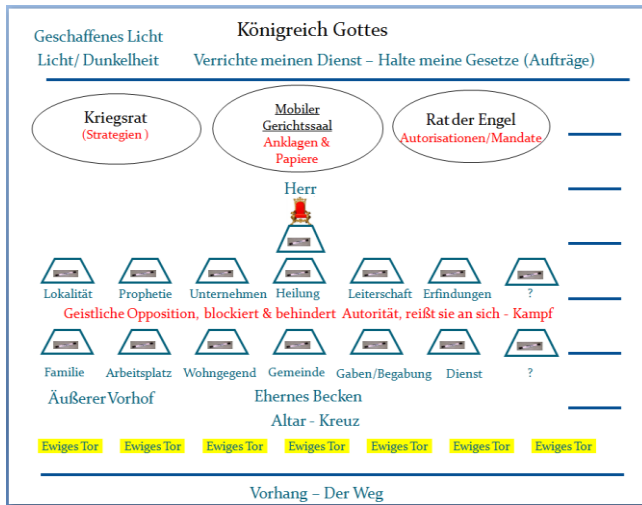 Geschaffenes Licht
Königreich Gottes
Licht/ Dunkelheit
Verrichte meinen Dienst – Halte meine Gesetze (Aufträge)
Kriegsrat
(Strategien )
Mobiler
Gerichtssaal
Anklagen &
Papiere
Rat der Engel
Autorisationen/Mandate
Herr
Lokalität
Prophetie
Unternehmen
Heilung
Leiterschaft
Erfindungen
?
Geistliche Opposition, blockiert & behindert Autorität, reißt sie an sich - Kampf
Familie
Arbeitsplatz
Wohngegend
Gemeinde
Gaben/Begabung
Dienst
?
Äußerer Vorhof
Ehernes Becken
Altar - Kreuz
Ewiges Tor
Ewiges Tor
Ewiges Tor
Ewiges Tor
Ewiges Tor
Ewiges Tor
Ewiges Tor
Vorhang – Der Weg